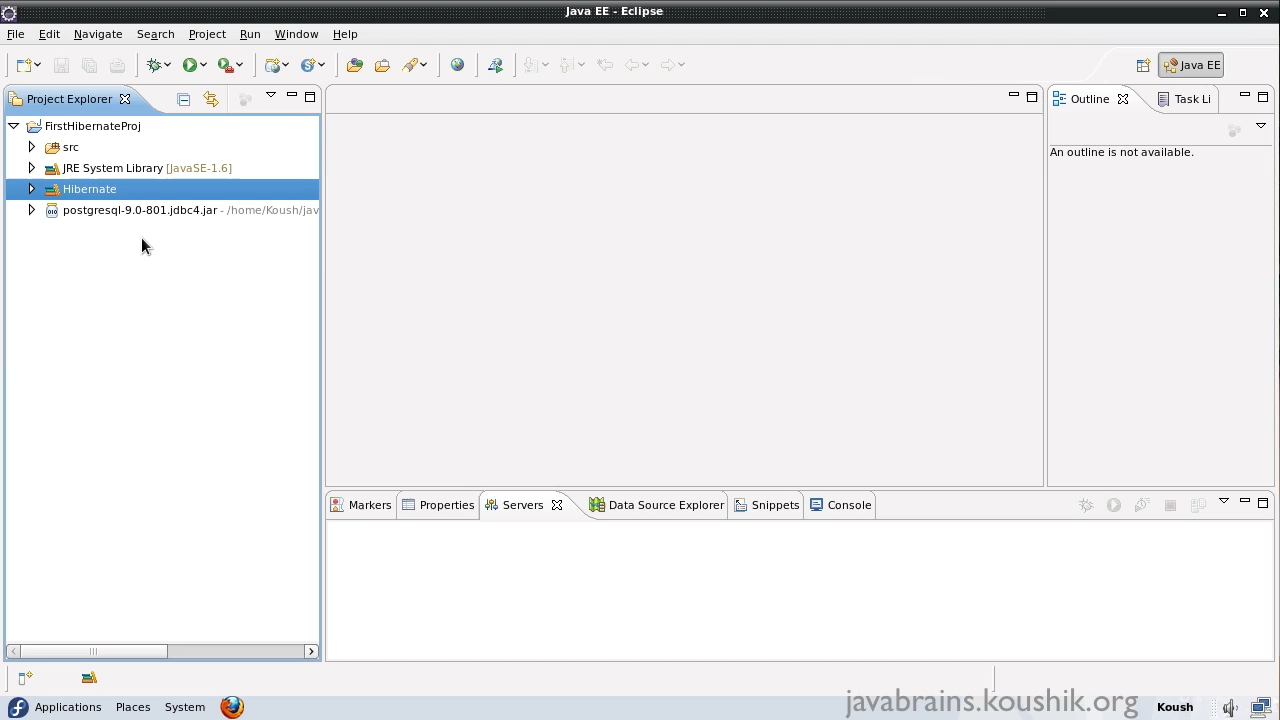 Java EE - Eclipse
File Edit Navigate Search Project Run Window Help
Java EE
Project Explorer
FirstHibernateProj
src
JRE System Library [JavaSE-1.6]
Hibernate
postgresql-9.0-801.jdbc4.jar - /home/Koush/jav
Outline
Task Li
An outline is not available.
Markers
Properties
Servers
Data Source Explorer
Snippets
Console
Applications Places System
javabrains.koushik.org
Koush